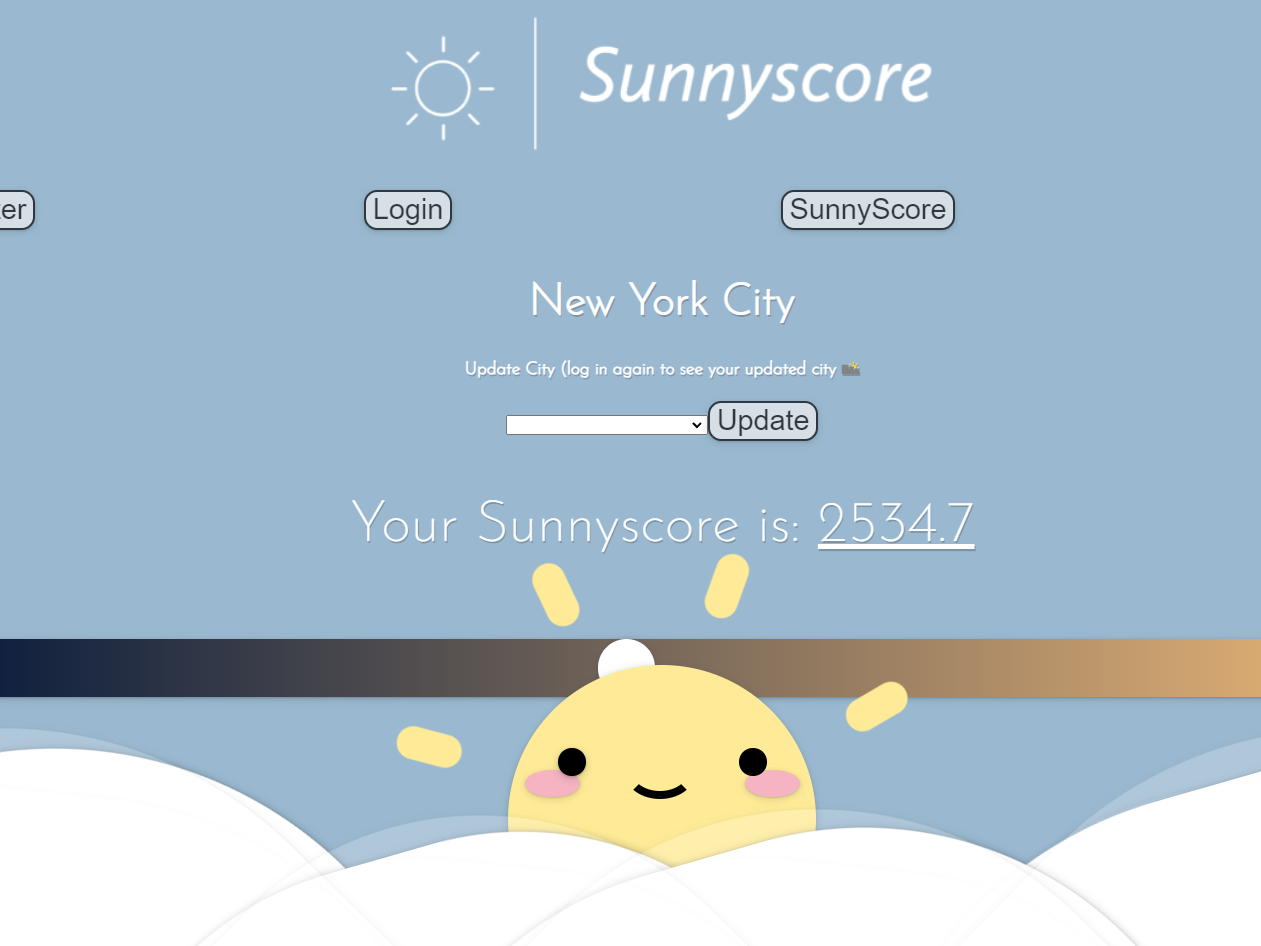 Sunnyscore
ter Login SunnyScore
New York City
Update City (log in again to see your updated city 🌇
Update
Your Sunnyscore is: 2534.7